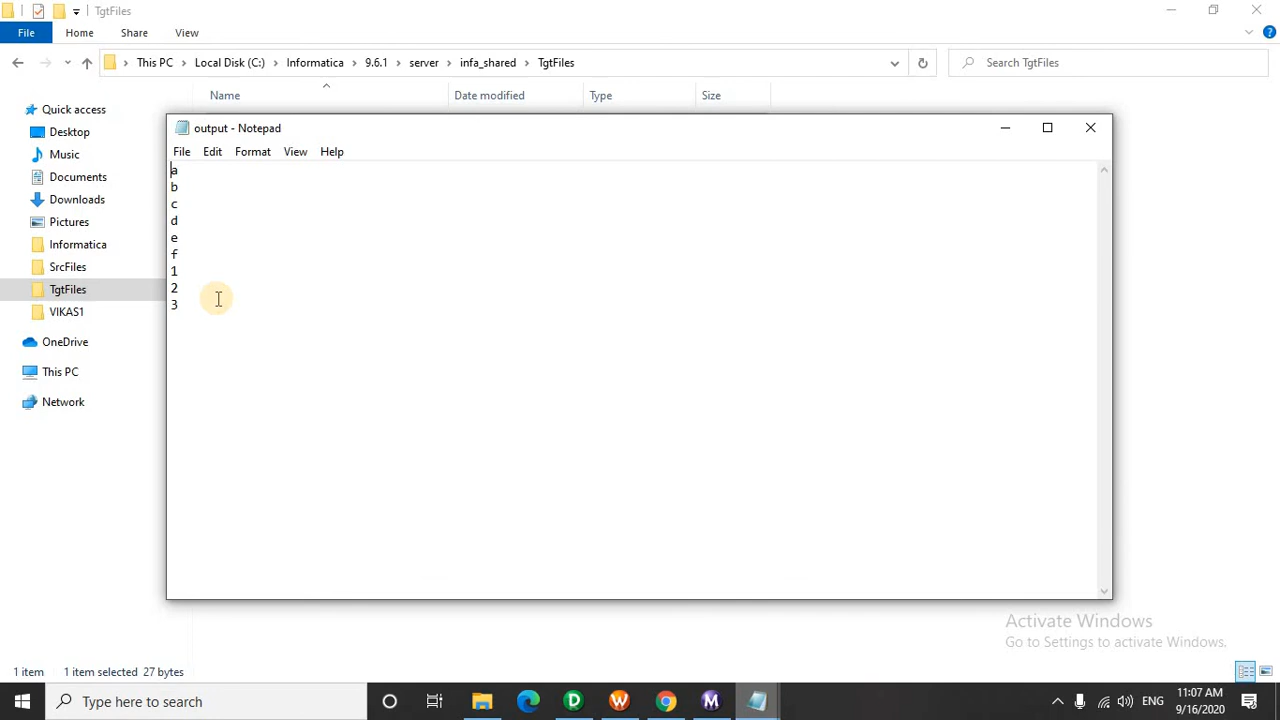 TgtFiles
File Home Share View
This PC Local Disk (C:) Informatica 9.6.1 server infa_shared TgtFiles
Search TgtFiles
Name Date modified Type Size
Quick access
Desktop
Music
Documents
Downloads
Pictures
Informatica
SrcFiles
TgtFiles
VIKAS1
OneDrive
This PC
Network
output - Notepad
File Edit Format View Help
a
b
c
d
e
f
1
2
3
Activate Windows
Go to Settings to activate Windows.
1 item 1 item selected 27 bytes
Type here to search
D
W
M
ENG
11:07 AM
9/16/2020